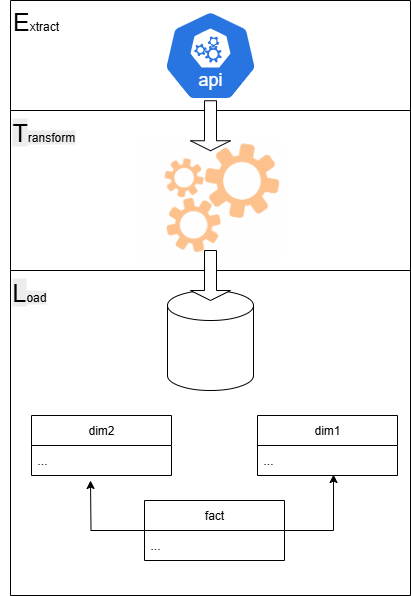 Extract
api
Transform
Load
dim2
dim1
...
...
fact
...